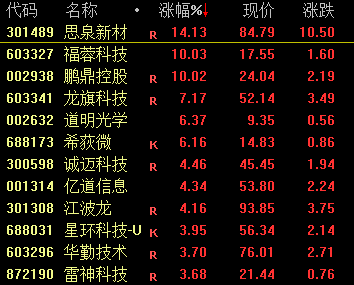 代码 名称 • 涨幅%↓ 现价 涨跌
301489 思泉新材 R 14.13 84.79 10.50
603327 福蓉科技 10.03 17.55 1.60
002938 鹏鼎控股 R 10.02 24.04 2.19
603341 龙旗科技 R 7.17 52.14 3.49
002632 道明光学 6.37 9.35 0.56
688173 希荻微 K 6.16 14.83 0.86
300598 诚迈科技 R 4.46 45.45 1.94
001314 亿道信息 4.34 53.80 2.24
301308 江波龙 R 4.16 93.85 3.75
688031 星环科技-U K 3.95 56.34 2.14
603296 华勤技术 R 3.70 76.01 2.71
872190 雷神科技 R 3.68 21.44 0.76